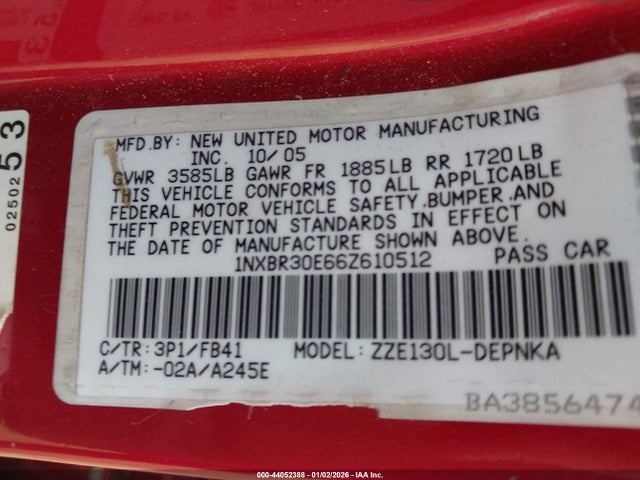 MFD.BY: NEW UNITED MOTOR MANUFACTURING
INC. 10/05
GVWR 3585LB GAWR FR 1885LB RR 1720LB
THIS VEHICLE CONFORMS TO ALL APPLICABLE
FEDERAL MOTOR VEHICLE SAFETY,BUMPER,AND
THEFT PREVENTION STANDARDS IN EFFECT ON
THE DATE OF MANUFACTURE SHOWN ABOVE.
1NXBR30E66Z610512 PASS CAR
C/TR:3P1/FB41 MODEL:ZZE130L-DEPNKA
A/TM:-02A/A245E
BA3856474
0250253
000-44052388 - 01/02/2026 - IAA Inc.